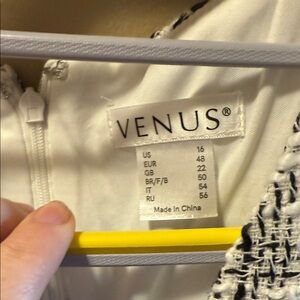 VENUS®
US 16
EUR 48
GB 22
BR/F/B 50
IT 54
RU 56
Made in China